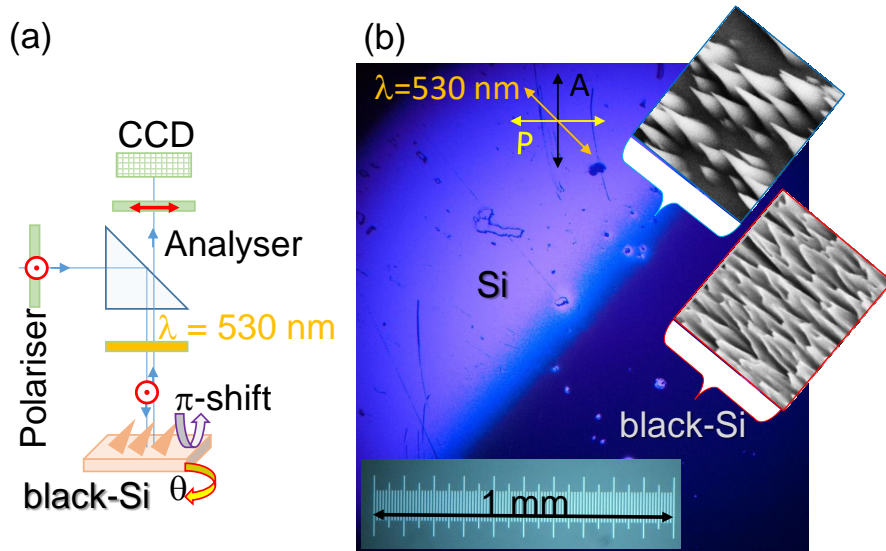 (a)
CCD
Analyser
Polariser
λ = 530 nm
π-shift
θ
black-Si
(b)
λ=530 nm
A
P
Si
black-Si
1 mm